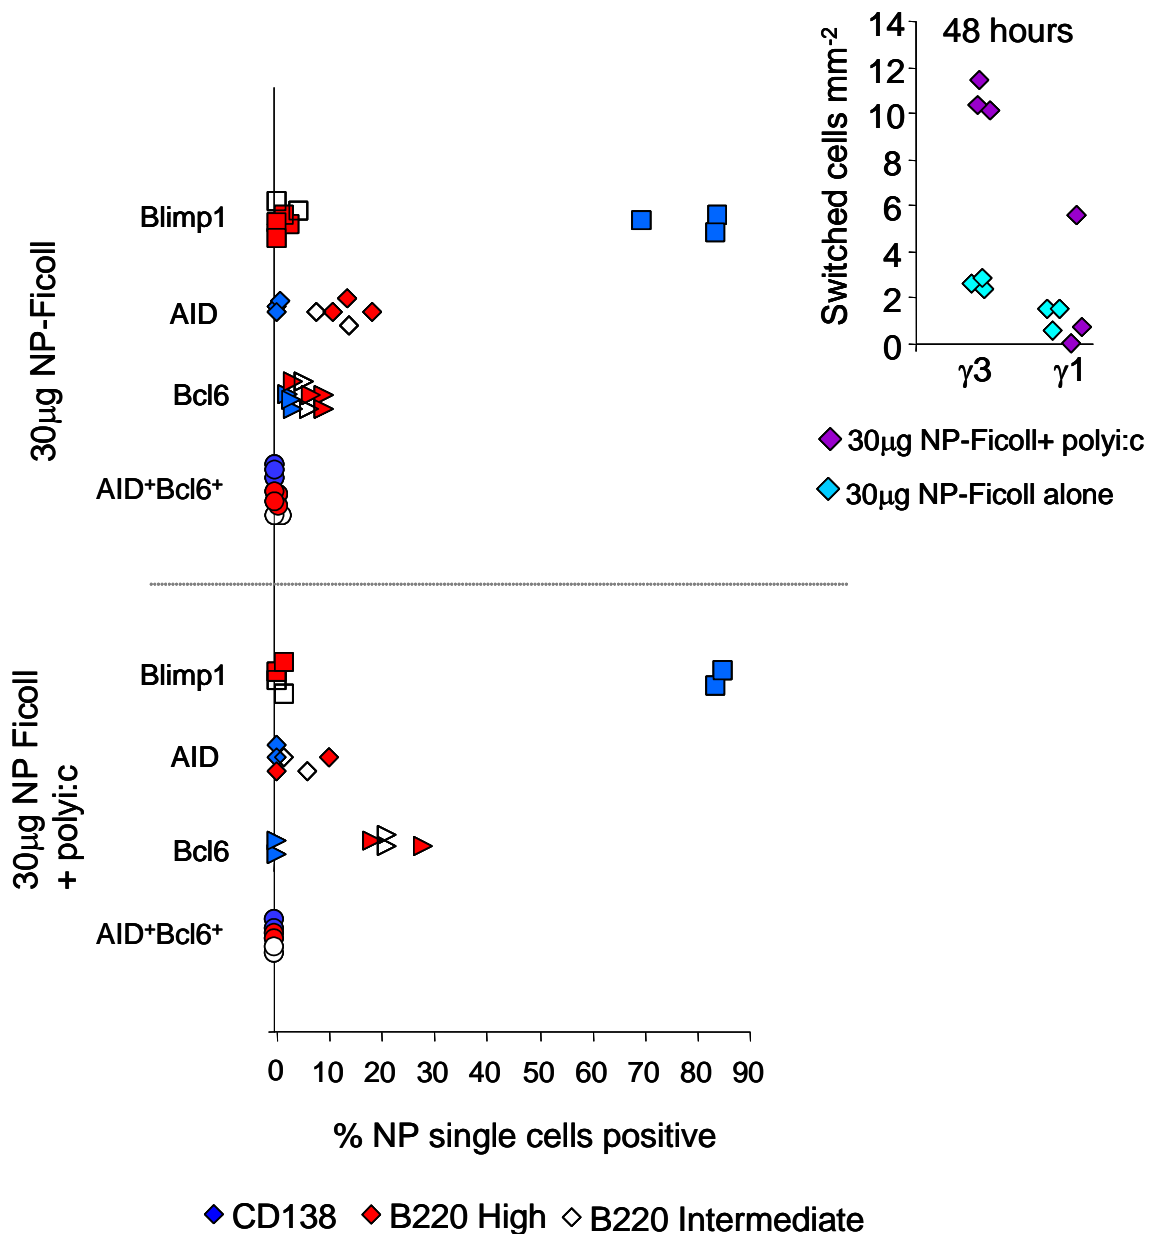 14
48 hours
12
10
8
6
4
2
0
Switched cells mm-2
γ3
γ1
30µg NP-Ficoll+ polyi:c
30µg NP-Ficoll alone
30µg NP-Ficoll
Blimp1
AID
Bcl6
AID+Bcl6+
30µg NP Ficoll
+ polyi:c
Blimp1
AID
Bcl6
AID+Bcl6+
0 10 20 30 40 50 60 70 80 90
% NP single cells positive
CD138 B220 High B220 Intermediate